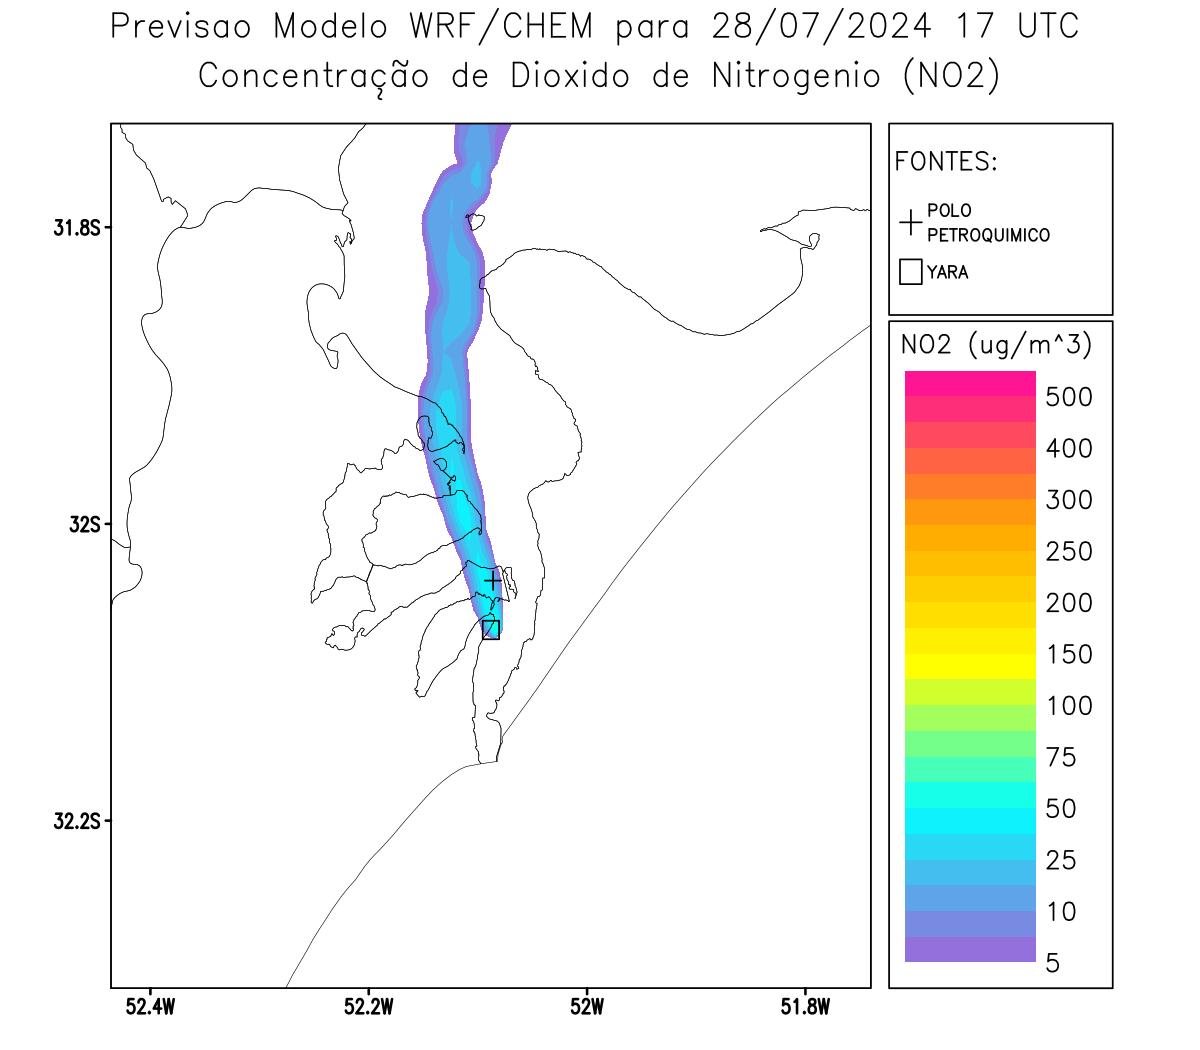 Previsao Modelo WRF/CHEM para 28/07/2024 17 UTC
Concentração de Dioxido de Nitrogenio (NO2)
FONTES:
POLO
PETROQUIMICO
YARA
31.8S
32S
32.2S
52.4W
52.2W
52W
51.8W
NO2 (ug/m^3)
500
400
300
250
200
150
100
75
50
25
10
5